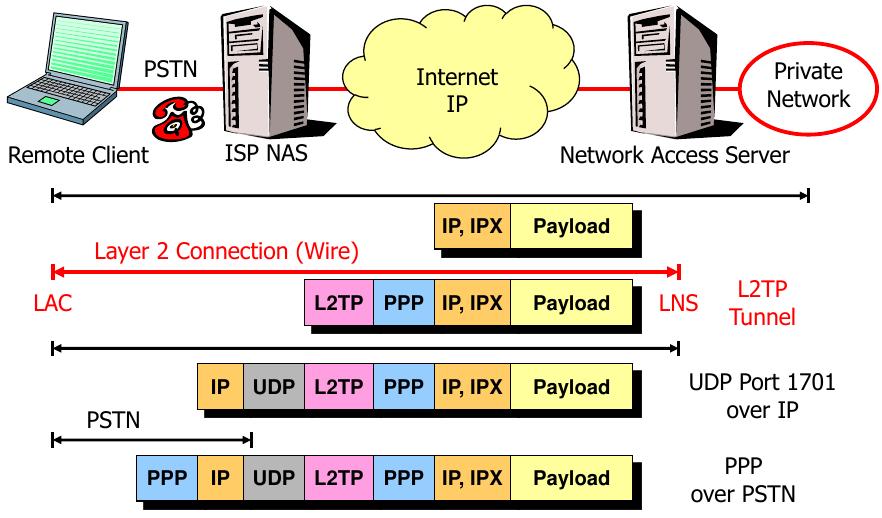 PSTN
Internet
IP
Private
Network
Remote Client
ISP NAS
Network Access Server
IP, IPX Payload
Layer 2 Connection (Wire)
LAC
L2TP PPP IP, IPX Payload
LNS
L2TP
Tunnel
IP UDP L2TP PPP IP, IPX Payload
UDP Port 1701
over IP
PSTN
PPP IP UDP L2TP PPP IP, IPX Payload
PPP
over PSTN